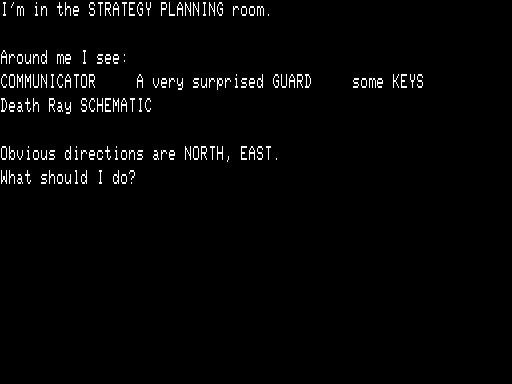 I'm in the STRATEGY PLANNING room.
Around me I see:
COMMUNICATOR     A very surprised GUARD     some KEYS
Death Ray SCHEMATIC
Obvious directions are NORTH, EAST.
What should I do?